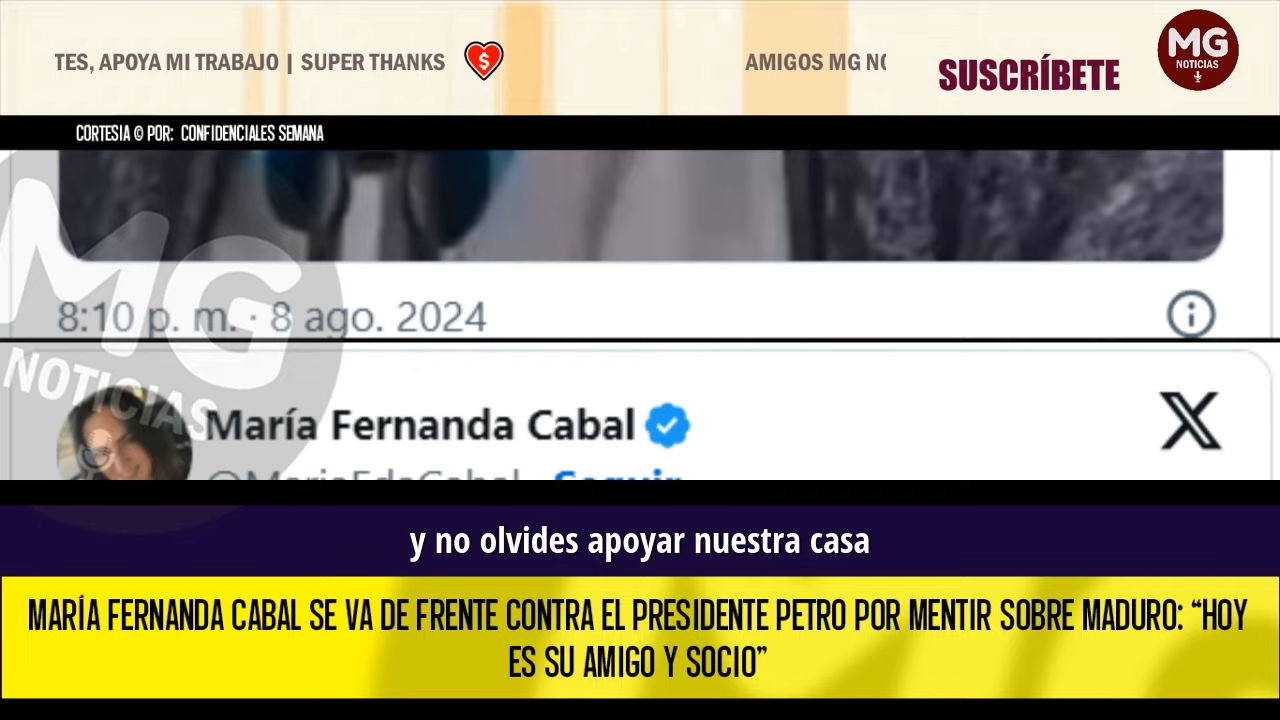 TES, APOYA MI TRABAJO | SUPER THANKS
AMIGOS MG NO
SUSCRÍBETE
MG
NOTICIAS
CORTESIA © POR: CONFIDENCIALES SEMANA
MG
NOTICIAS
8:10 p. m. · 8 ago. 2024
María Fernanda Cabal
y no olvides apoyar nuestra casa
MARÍA FERNANDA CABAL SE VA DE FRENTE CONTRA EL PRESIDENTE PETRO POR MENTIR SOBRE MADURO: “HOY
ES SU AMIGO Y SOCIO”